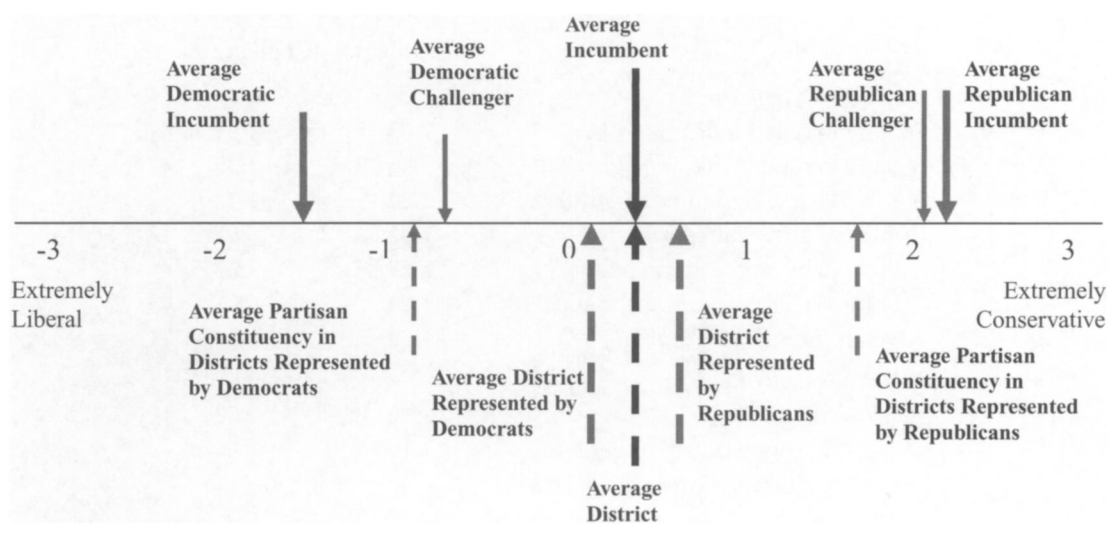 Average
Incumbent
Average
Democratic
Challenger
Average
Democratic
Incumbent
Average
Republican
Challenger
Average
Republican
Incumbent
-3
-2
-1
0
1
2
3
Extremely
Liberal
Extremely
Conservative
Average Partisan
Constituency in
Districts Represented
by Democrats
Average District
Represented by
Democrats
Average
District
Represented
by
Republicans
Average Partisan
Constituency in
Districts Represented
by Republicans
Average
District